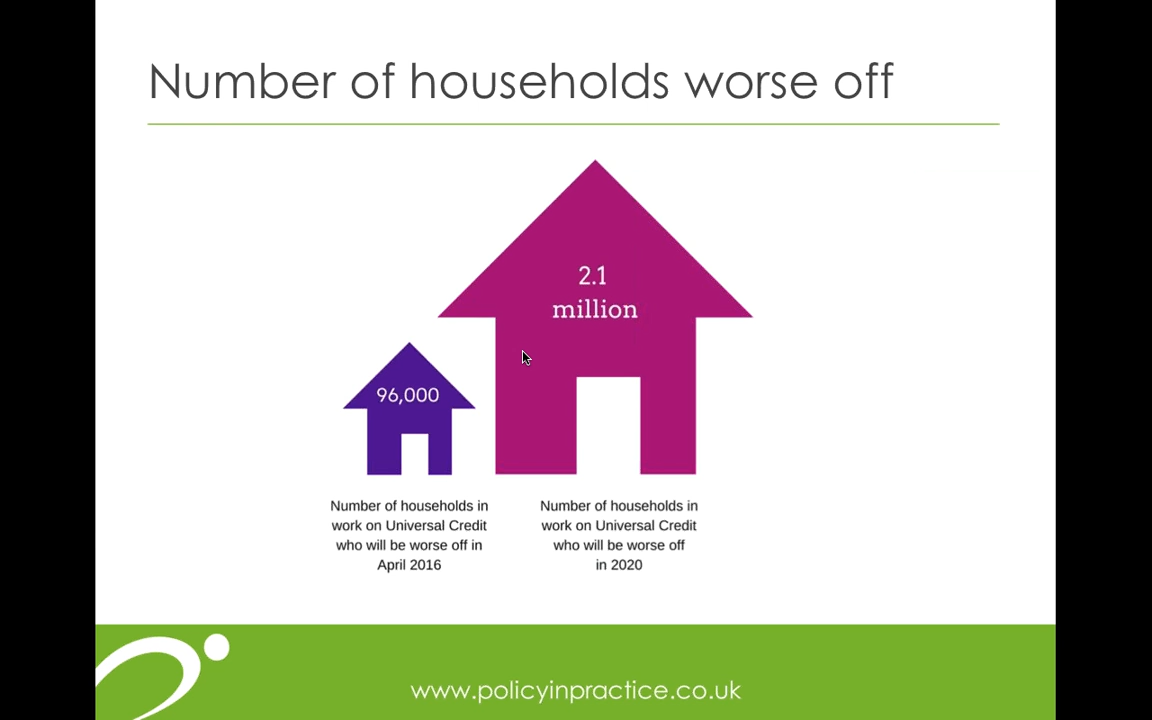 Number of households worse off
2.1
million
96,000
Number of households in
work on Universal Credit
who will be worse off in
April 2016
Number of households in
work on Universal Credit
who will be worse off
in 2020
www.policyinpractice.co.uk